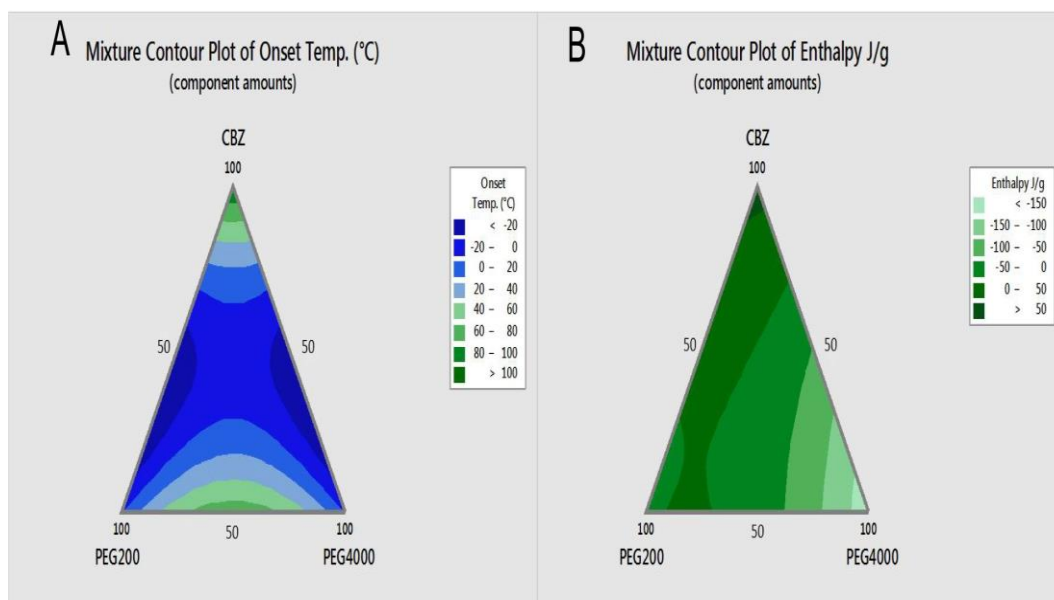 A
Mixture Contour Plot of Onset Temp. (°C)
(component amounts)
CBZ
100
Onset
Temp. (°C)
< -20
-20 – 0
0 – 20
20 – 40
40 – 60
60 – 80
80 – 100
> 100
50
50
100
50
100
PEG200
PEG4000
B
Mixture Contour Plot of Enthalpy J/g
(component amounts)
CBZ
100
Enthalpy J/g
< -150
-150 – -100
-100 – -50
-50 – 0
0 – 50
> 50
50
50
100
50
100
PEG200
PEG4000